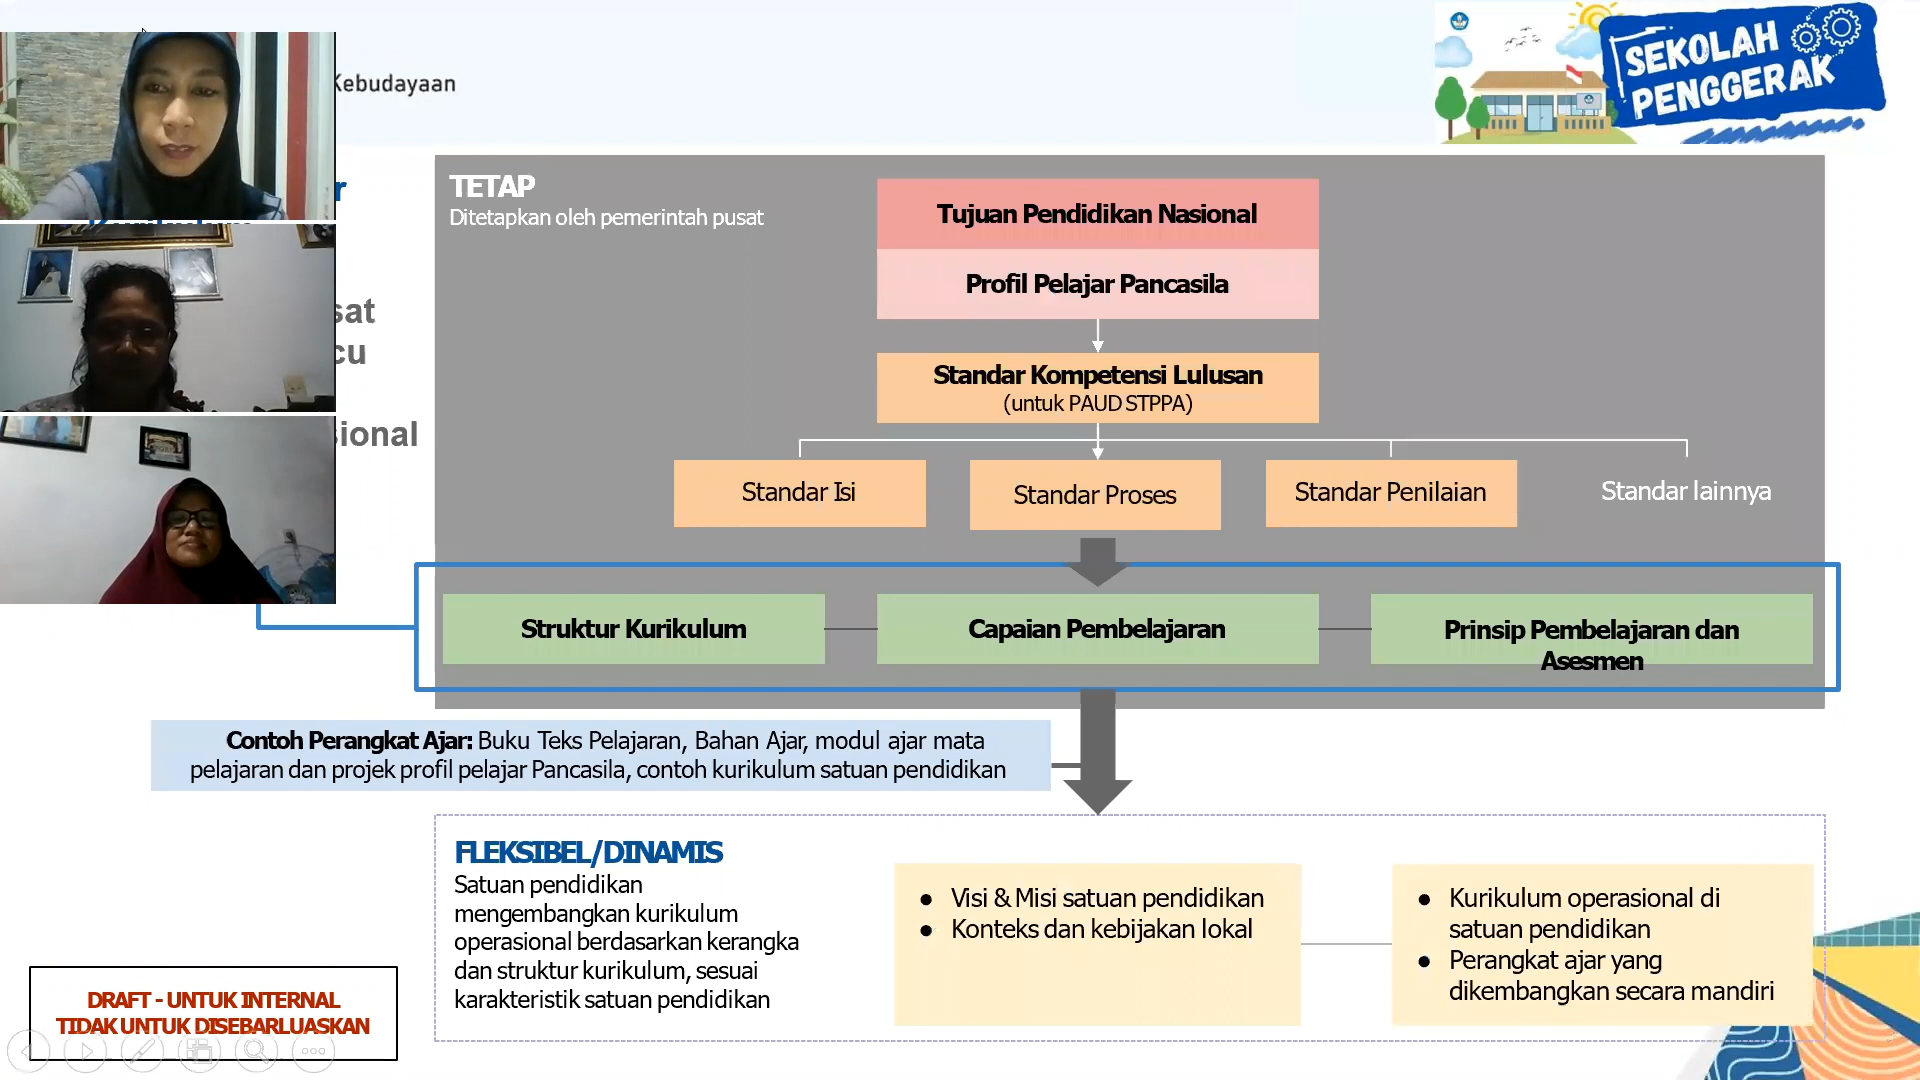 Kebudayaan
SEKOLAH
PENGGERAK
TETAP
Ditetapkan oleh pemerintah pusat
Tujuan Pendidikan Nasional
Profil Pelajar Pancasila
Standar Kompetensi Lulusan
(untuk PAUD STPPA)
Standar Isi
Standar Proses
Standar Penilaian
Standar lainnya
Struktur Kurikulum
Capaian Pembelajaran
Prinsip Pembelajaran dan
Asesmen
Contoh Perangkat Ajar: Buku Teks Pelajaran, Bahan Ajar, modul ajar mata
pelajaran dan projek profil pelajar Pancasila, contoh kurikulum satuan pendidikan
FLEKSIBEL/DINAMIS
Satuan pendidikan
mengembangkan kurikulum
operasional berdasarkan kerangka
dan struktur kurikulum, sesuai
karakteristik satuan pendidikan
● Visi & Misi satuan pendidikan
● Konteks dan kebijakan lokal
● Kurikulum operasional di
satuan pendidikan
● Perangkat ajar yang
dikembangkan secara mandiri
DRAFT - UNTUK INTERNAL
TIDAK UNTUK DISEBARLUASKAN